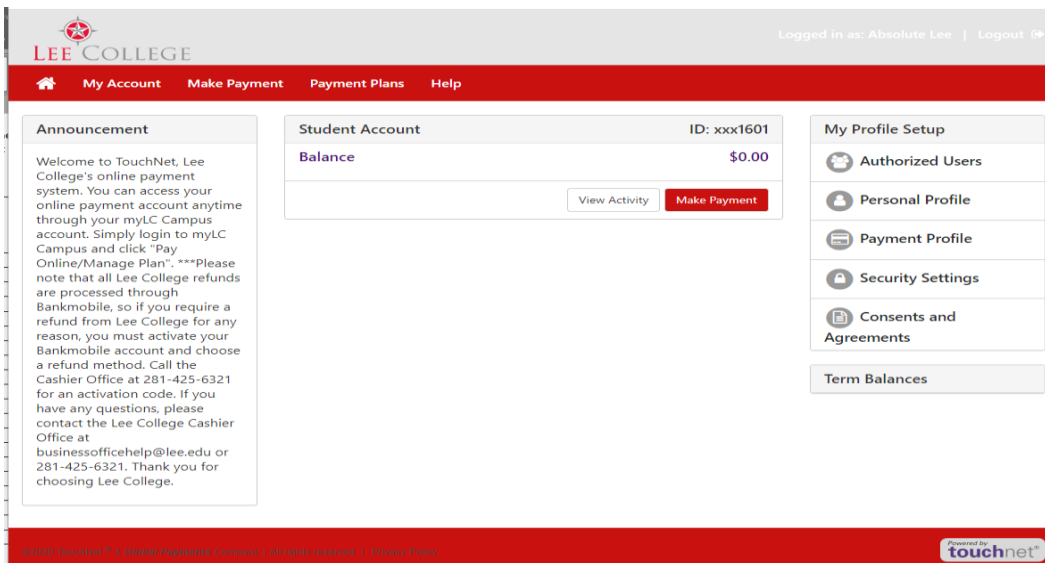 LEE COLLEGE
Logged in as: Absolute Lee | Logout
My Account Make Payment Payment Plans Help
Announcement
Welcome to TouchNet, Lee
College's online payment
system. You can access your
online payment account anytime
through your myLC Campus
account. Simply login to myLC
Campus and click "Pay
Online/Manage Plan". ***Please
note that all Lee College refunds
are processed through
Bankmobile, so if you require a
refund from Lee College for any
reason, you must activate your
Bankmobile account and choose
a refund method. Call the
Cashier Office at 281-425-6321
for an activation code. If you
have any questions, please
contact the Lee College Cashier
Office at
businessofficehelp@lee.edu or
281-425-6321. Thank you for
choosing Lee College.
Student Account ID: xxx1601
Balance $0.00
View Activity Make Payment
My Profile Setup
Authorized Users
Personal Profile
Payment Profile
Security Settings
Consents and
Agreements
Term Balances
All rights reserved. | Privacy Policy
Powered by
touchnet®